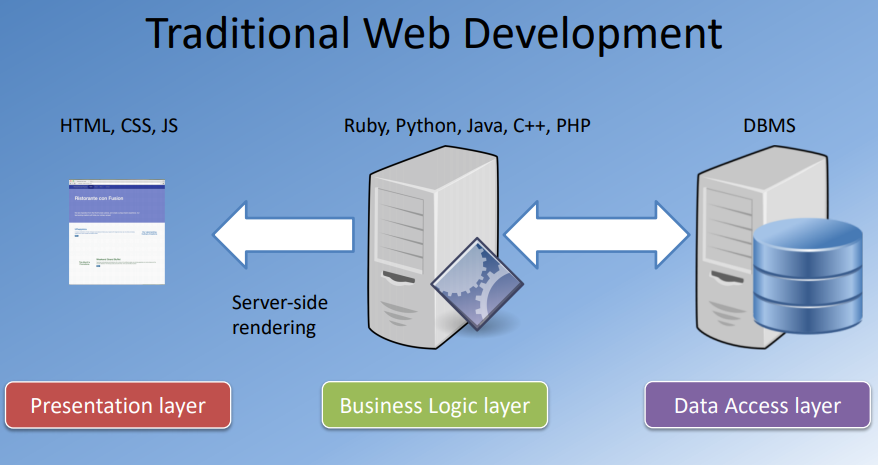 Traditional Web Development
HTML, CSS, JS
Ruby, Python, Java, C++, PHP
DBMS
Ristorante con Fusion
Server-side
rendering
Presentation layer
Business Logic layer
Data Access layer